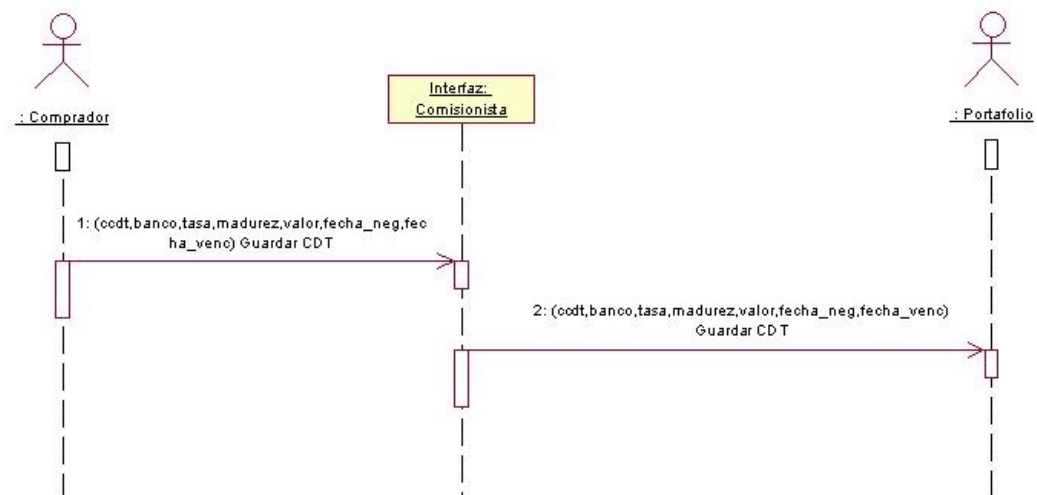 Interfaz:
Comisionista
: Comprador
: Portafolio
1: (ccdt,banco,tasa,madurez,valor,fecha_neg,fec
ha_venc) Guardar CDT
2: (ccdt,banco,tasa,madurez,valor,fecha_neg,fecha_venc)
Guardar CDT